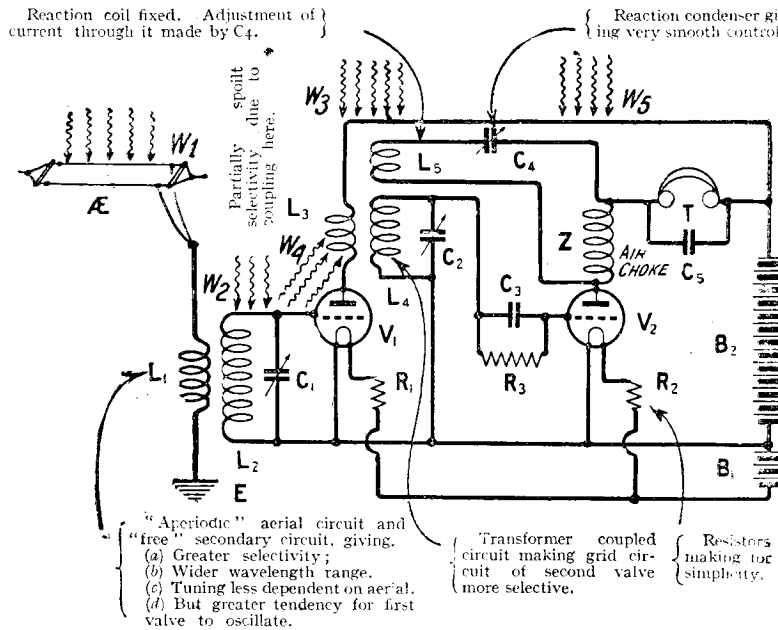 Reaction coil fixed. Adjustment of
current through it made by C4.
Reaction condenser gi
ing very smooth control
Partially spoilt
selectivity due to
coupling here.
W3
W5
W1
Æ
L5
C4
L3
W4
W2
L4
C2
Z
AIR
CHOKE
T
C5
C3
V1
V2
L1
C1
R1
R3
R2
B2
L2
E
B1
"Aperiodic" aerial circuit and
"free" secondary circuit, giving.
(a) Greater selectivity;
(b) Wider wavelength range.
(c) Tuning less dependent on aerial.
(d) But greater tendency for first
valve to oscillate.
Transformer coupled
circuit making grid cir-
cuit of second valve
more selective.
Resistors
making for
simplicity.